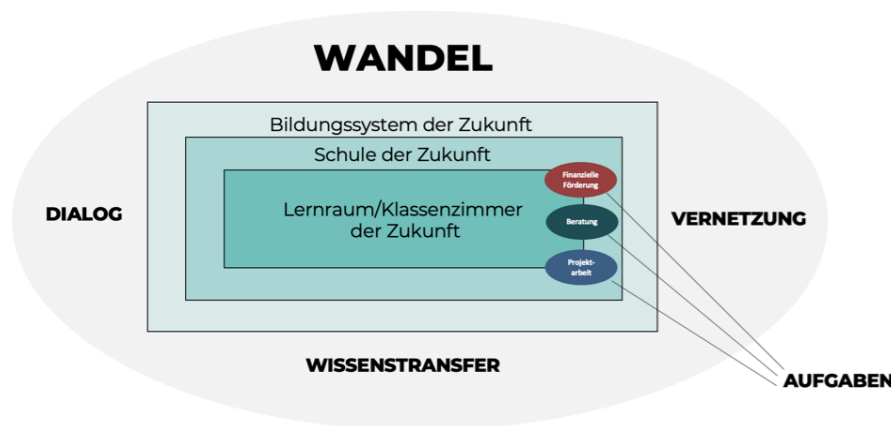 WANDEL
Bildungssystem der Zukunft
Schule der Zukunft
Finanzielle
Förderung
Lernraum/Klassenzimmer
der Zukunft
Beratung
Projekt-
arbeit
DIALOG
VERNETZUNG
WISSENSTRANSFER
AUFGABEN